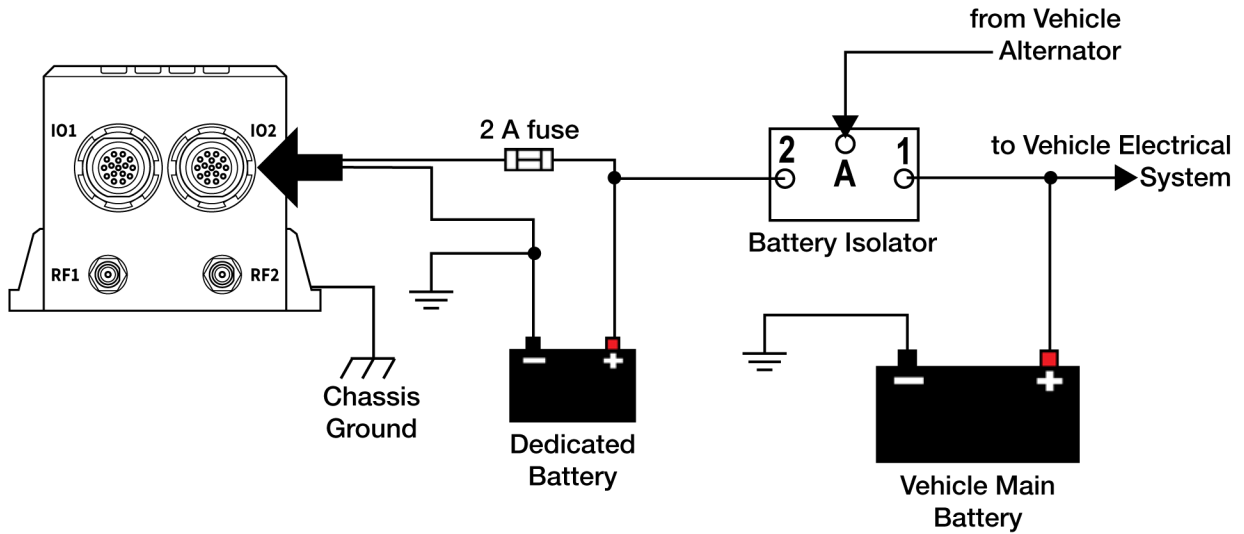 from Vehicle
Alternator
IO1
IO2
2 A fuse
2
A
1
to Vehicle Electrical
System
Battery Isolator
RF1
RF2
Chassis
Ground
Dedicated
Battery
Vehicle Main
Battery